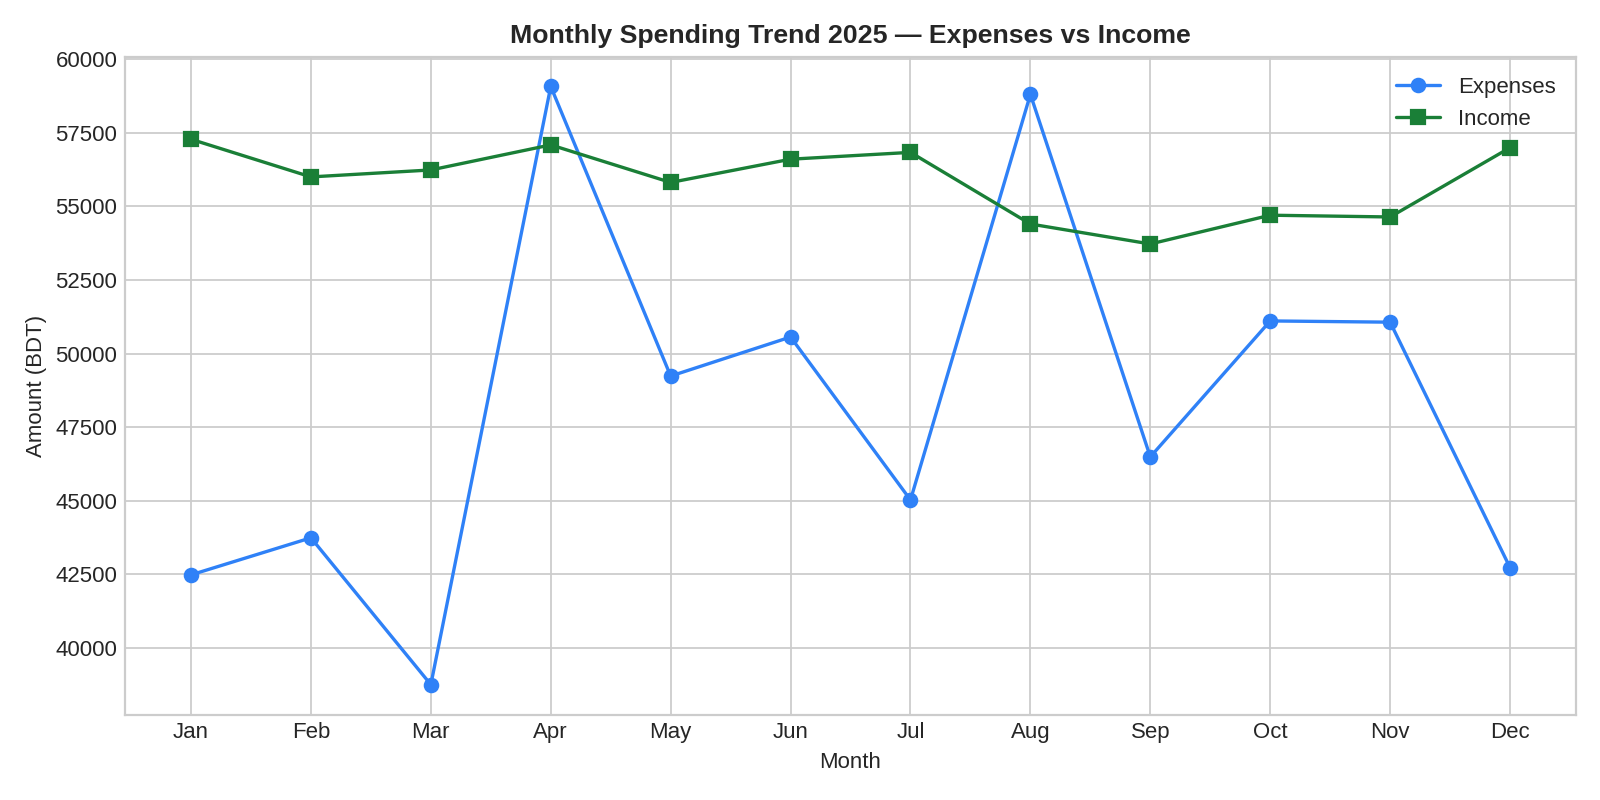 Monthly Spending Trend 2025 — Expenses vs Income
60000
57500
55000
52500
50000
47500
45000
42500
40000
Amount (BDT)
Expenses
Income
Jan Feb Mar Apr May Jun Jul Aug Sep Oct Nov Dec
Month